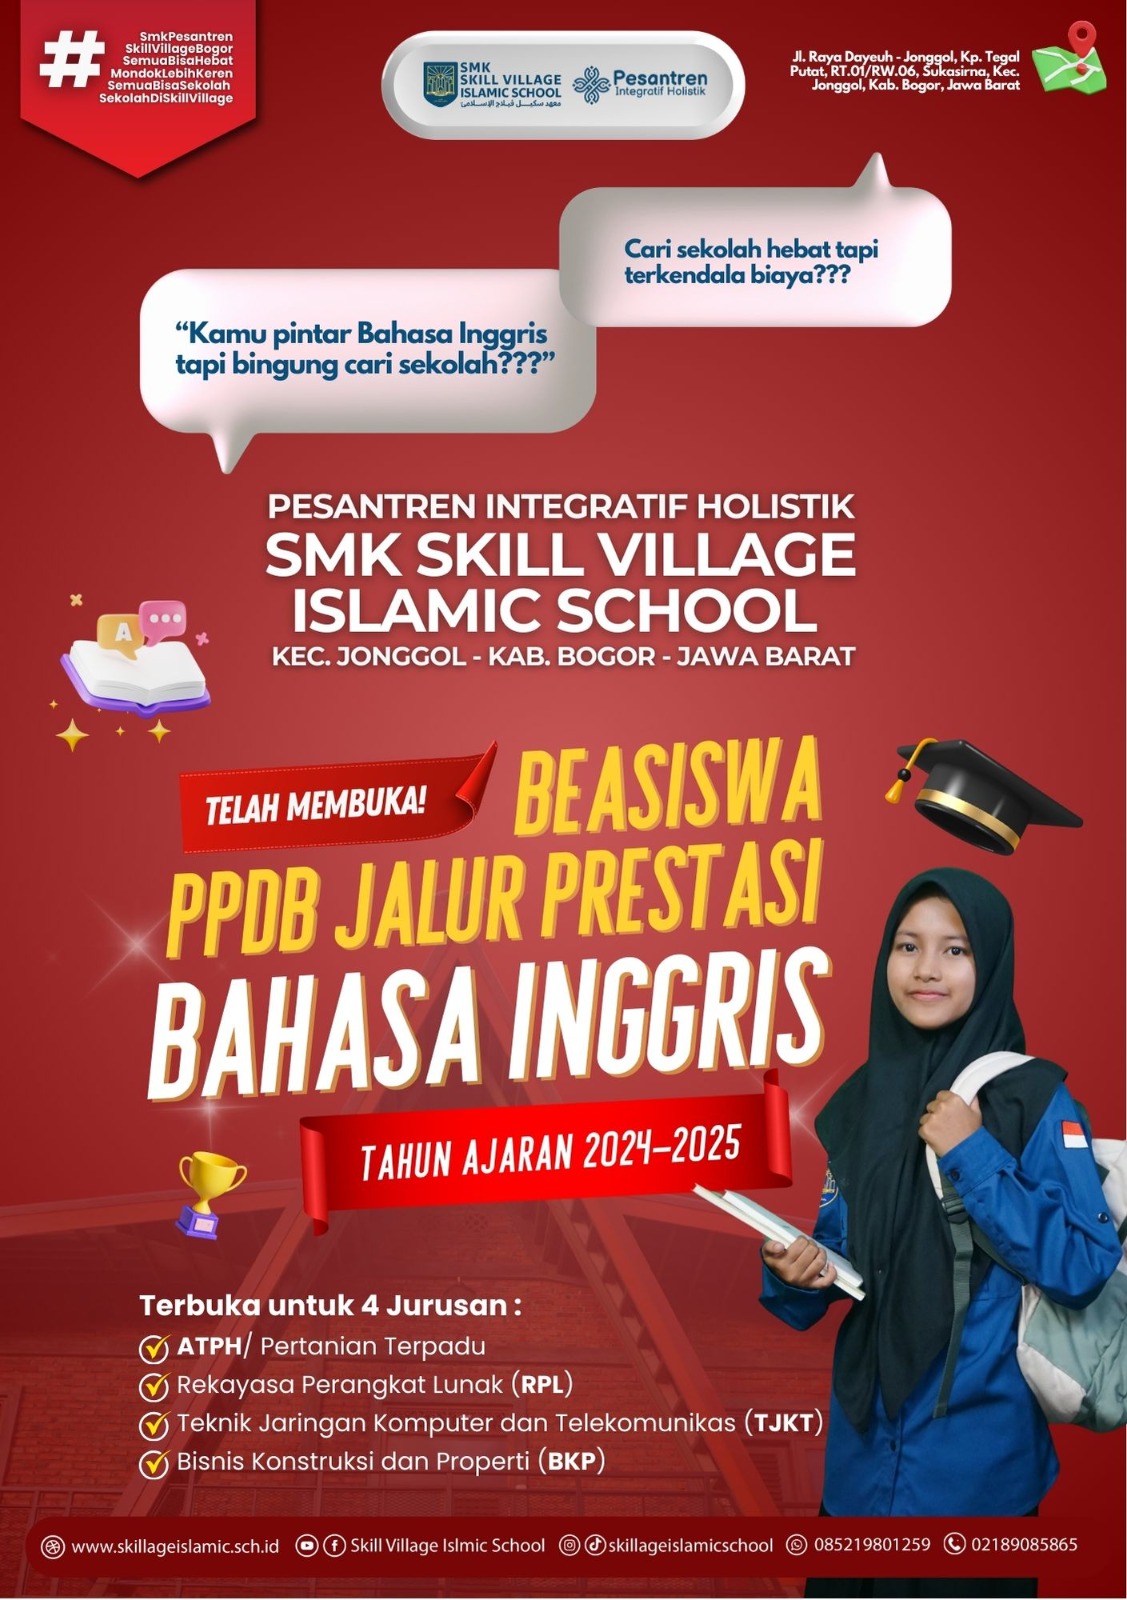 #
SmkPesantren
SkillVillageBogor
SemuaBisaHebat
MondokLebihKeren
SemuaBisaSekolah
SekolahDiSkillVillage
SMK
SKILL VILLAGE
ISLAMIC SCHOOL
معهد سكيل فيلاج الإسلامي
Pesantren
Integratif Holistik
Jl. Raya Dayeuh - Jonggol, Kp. Tegal
Putat, RT.01/RW.06, Sukasirna, Kec.
Jonggol, Kab. Bogor, Jawa Barat
Cari sekolah hebat tapi
terkendala biaya???
“Kamu pintar Bahasa Inggris
tapi bingung cari sekolah???”
PESANTREN INTEGRATIF HOLISTIK
SMK SKILL VILLAGE
ISLAMIC SCHOOL
KEC. JONGGOL - KAB. BOGOR - JAWA BARAT
A
TELAH MEMBUKA!
BEASISWA
PPDB JALUR PRESTASI
BAHASA INGGRIS
TAHUN AJARAN 2024–2025
Terbuka untuk 4 Jurusan :
ATPH/ Pertanian Terpadu
Rekayasa Perangkat Lunak (RPL)
Teknik Jaringan Komputer dan Telekomunikas (TJKT)
Bisnis Konstruksi dan Properti (BKP)
www.skillageislamic.sch.id Skill Village Islmic School skillageislamicschool 085219801259 02189085865